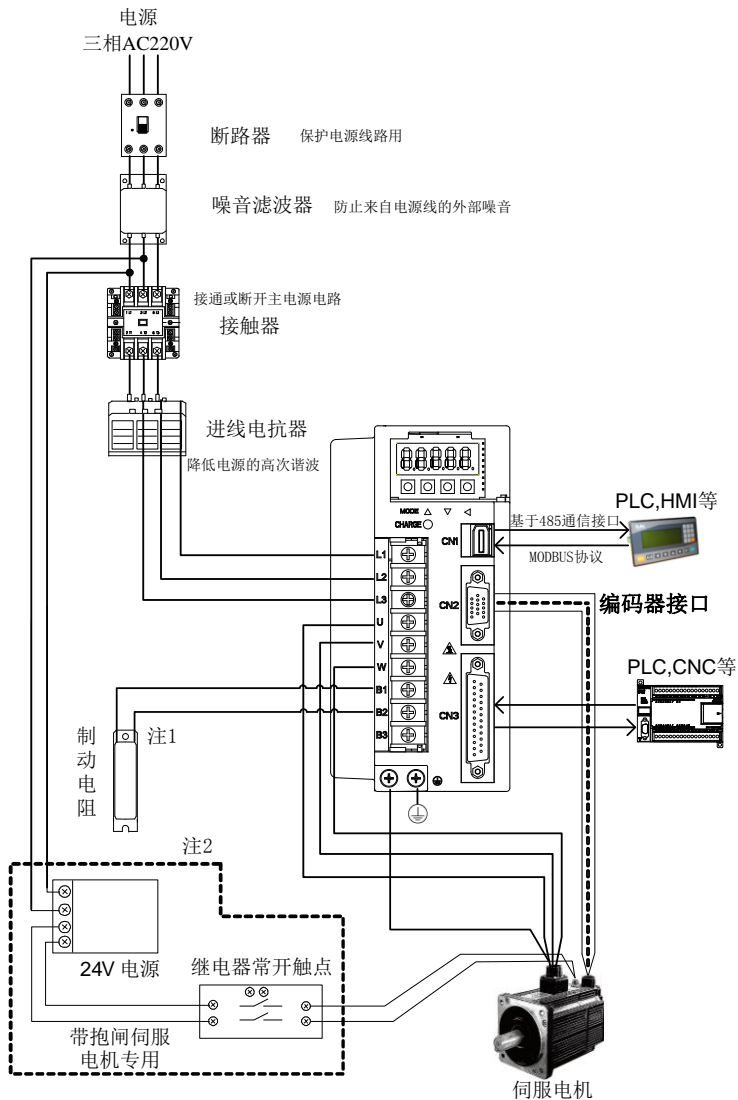 电源
三相AC220V
断路器 保护电源线路用
噪音滤波器 防止来自电源线的外部噪音
接通或断开主电源电路
接触器
进线电抗器
降低电源的高次谐波
MODE
CHARGE
CN1
基于485通信接口
MODBUS协议
PLC,HMI等
L1
L2
L3
U
V
W
B1
B2
B3
CN2
编码器接口
CN3
PLC,CNC等
制动电阻
注1
注2
24V 电源
继电器常开触点
带抱闸伺服
电机专用
伺服电机